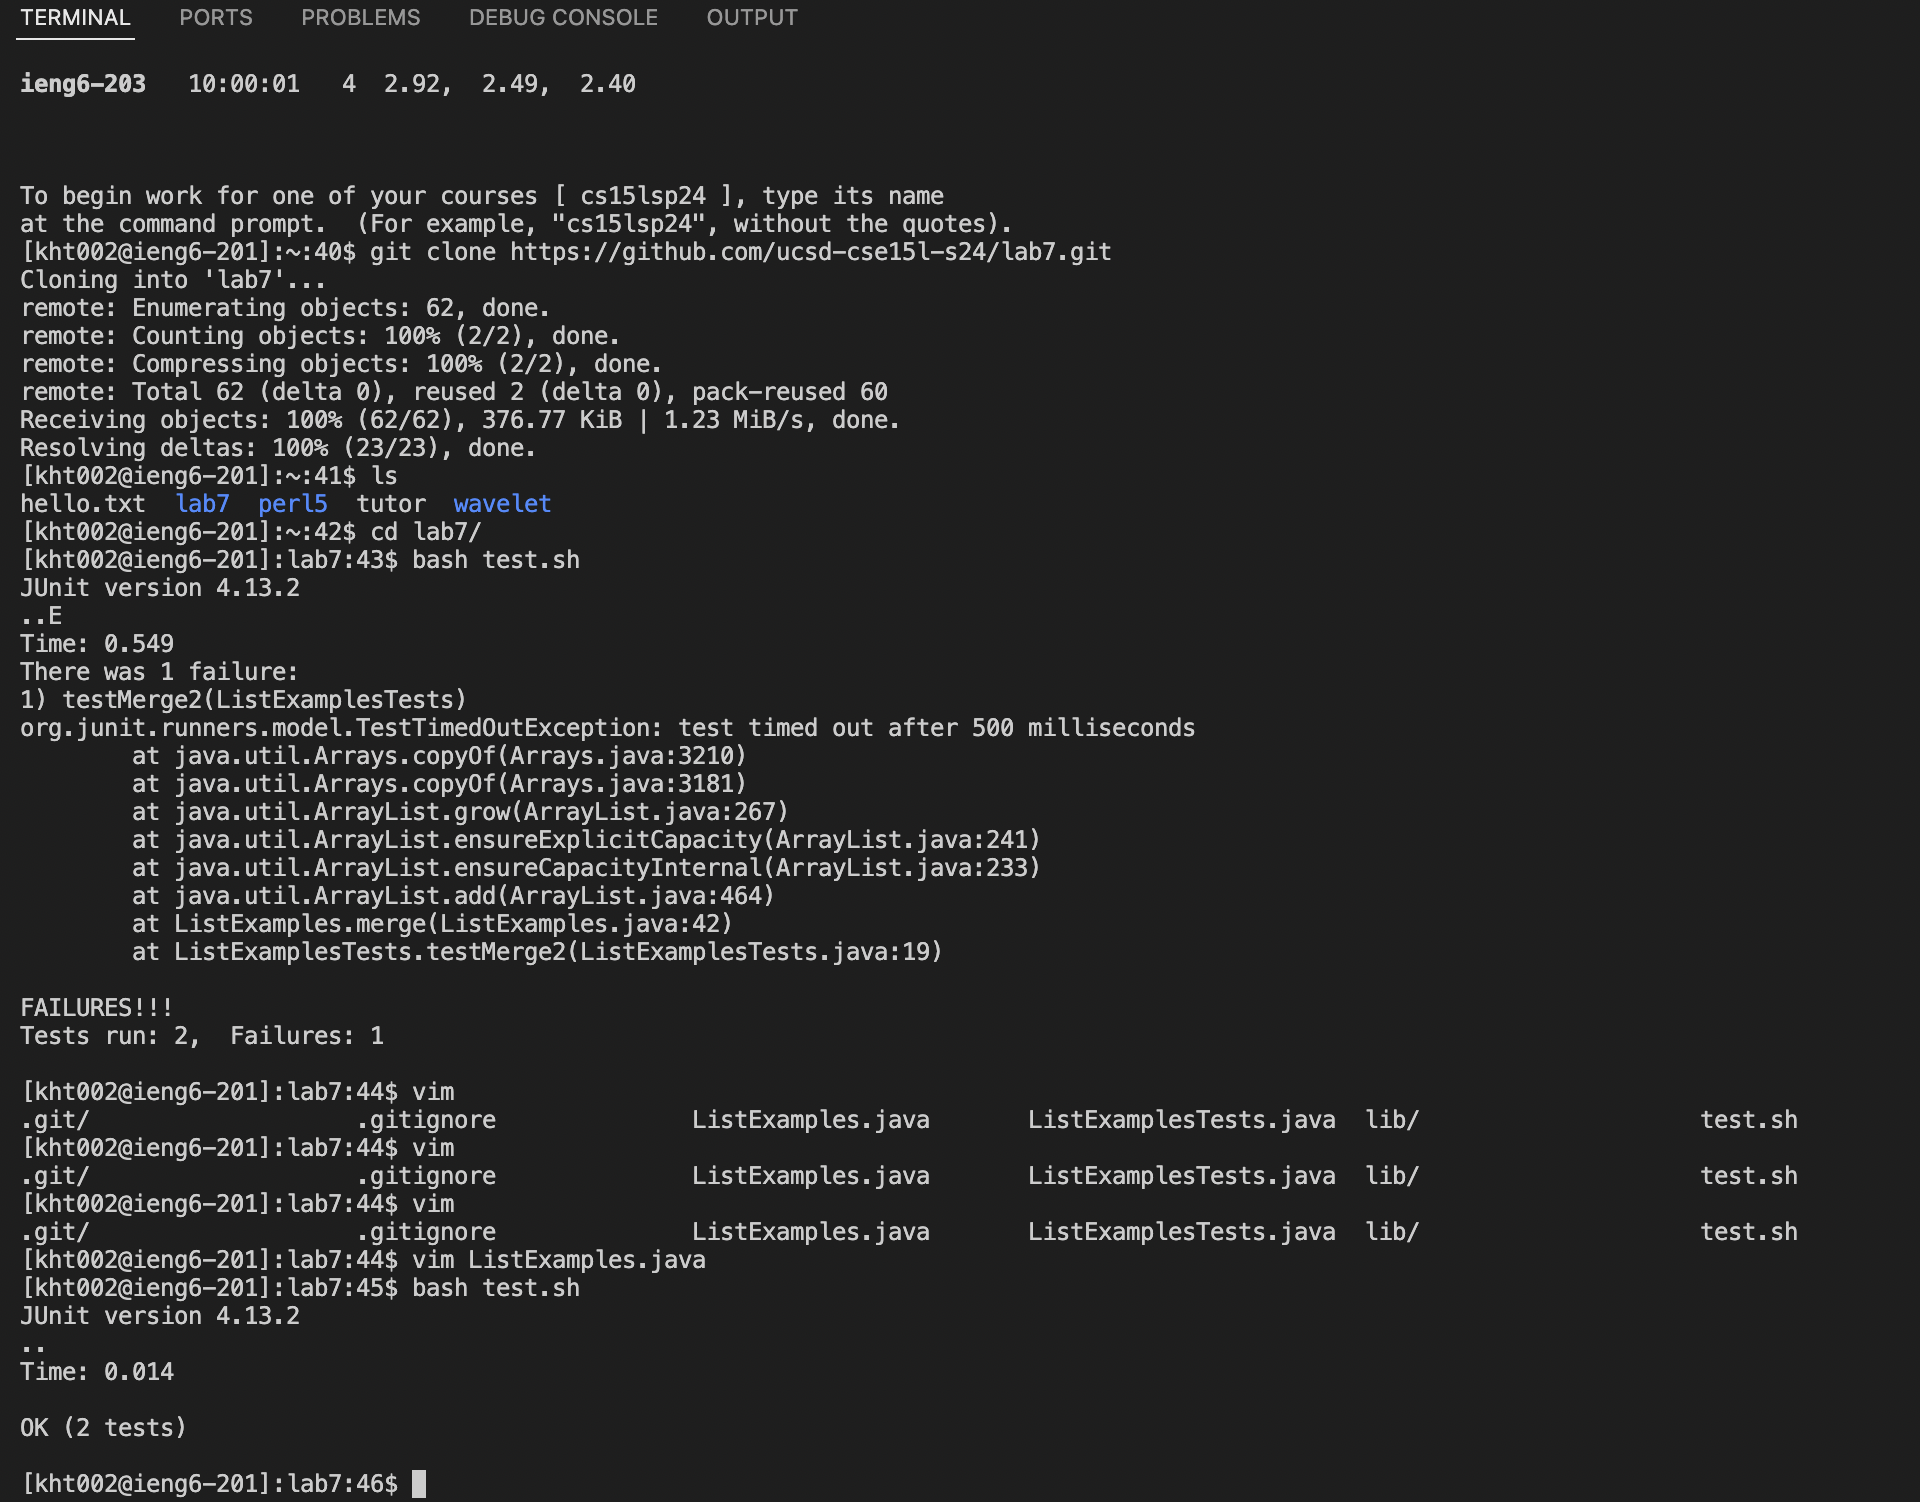 TERMINAL PORTS PROBLEMS DEBUG CONSOLE OUTPUT
ieng6-203   10:00:01   4  2.92,  2.49,  2.40
To begin work for one of your courses [ cs15lsp24 ], type its name
at the command prompt.  (For example, "cs15lsp24", without the quotes).
[kht002@ieng6-201]:~:40$ git clone https://github.com/ucsd-cse15l-s24/lab7.git
Cloning into 'lab7'...
remote: Enumerating objects: 62, done.
remote: Counting objects: 100% (2/2), done.
remote: Compressing objects: 100% (2/2), done.
remote: Total 62 (delta 0), reused 2 (delta 0), pack-reused 60
Receiving objects: 100% (62/62), 376.77 KiB | 1.23 MiB/s, done.
Resolving deltas: 100% (23/23), done.
[kht002@ieng6-201]:~:41$ ls
hello.txt  lab7  perl5  tutor  wavelet
[kht002@ieng6-201]:~:42$ cd lab7/
[kht002@ieng6-201]:lab7:43$ bash test.sh
JUnit version 4.13.2
..E
Time: 0.549
There was 1 failure:
1) testMerge2(ListExamplesTests)
org.junit.runners.model.TestTimedOutException: test timed out after 500 milliseconds
        at java.util.Arrays.copyOf(Arrays.java:3210)
        at java.util.Arrays.copyOf(Arrays.java:3181)
        at java.util.ArrayList.grow(ArrayList.java:267)
        at java.util.ArrayList.ensureExplicitCapacity(ArrayList.java:241)
        at java.util.ArrayList.ensureCapacityInternal(ArrayList.java:233)
        at java.util.ArrayList.add(ArrayList.java:464)
        at ListExamples.merge(ListExamples.java:42)
        at ListExamplesTests.testMerge2(ListExamplesTests.java:19)
FAILURES!!!
Tests run: 2,  Failures: 1
[kht002@ieng6-201]:lab7:44$ vim
.git/                   .gitignore              ListExamples.java       ListExamplesTests.java  lib/                    test.sh
[kht002@ieng6-201]:lab7:44$ vim
.git/                   .gitignore              ListExamples.java       ListExamplesTests.java  lib/                    test.sh
[kht002@ieng6-201]:lab7:44$ vim
.git/                   .gitignore              ListExamples.java       ListExamplesTests.java  lib/                    test.sh
[kht002@ieng6-201]:lab7:44$ vim ListExamples.java
[kht002@ieng6-201]:lab7:45$ bash test.sh
JUnit version 4.13.2
..
Time: 0.014
OK (2 tests)
[kht002@ieng6-201]:lab7:46$